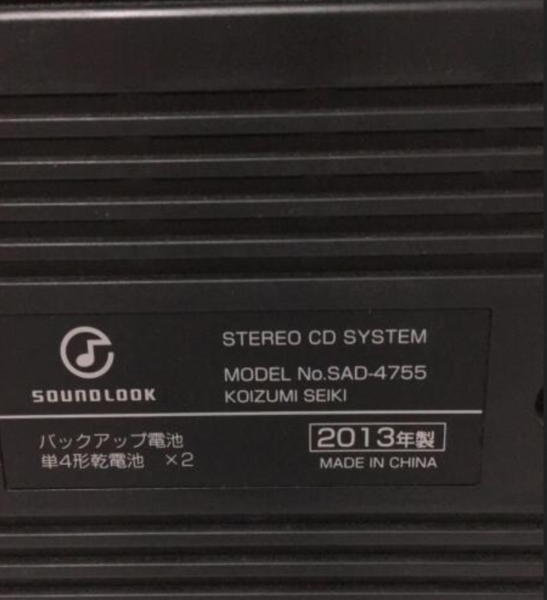 SOUNDLOOK
STEREO CD SYSTEM
MODEL No.SAD-4755
KOIZUMI SEIKI
バックアップ電池
単4形乾電池 ×2
2013年製
MADE IN CHINA